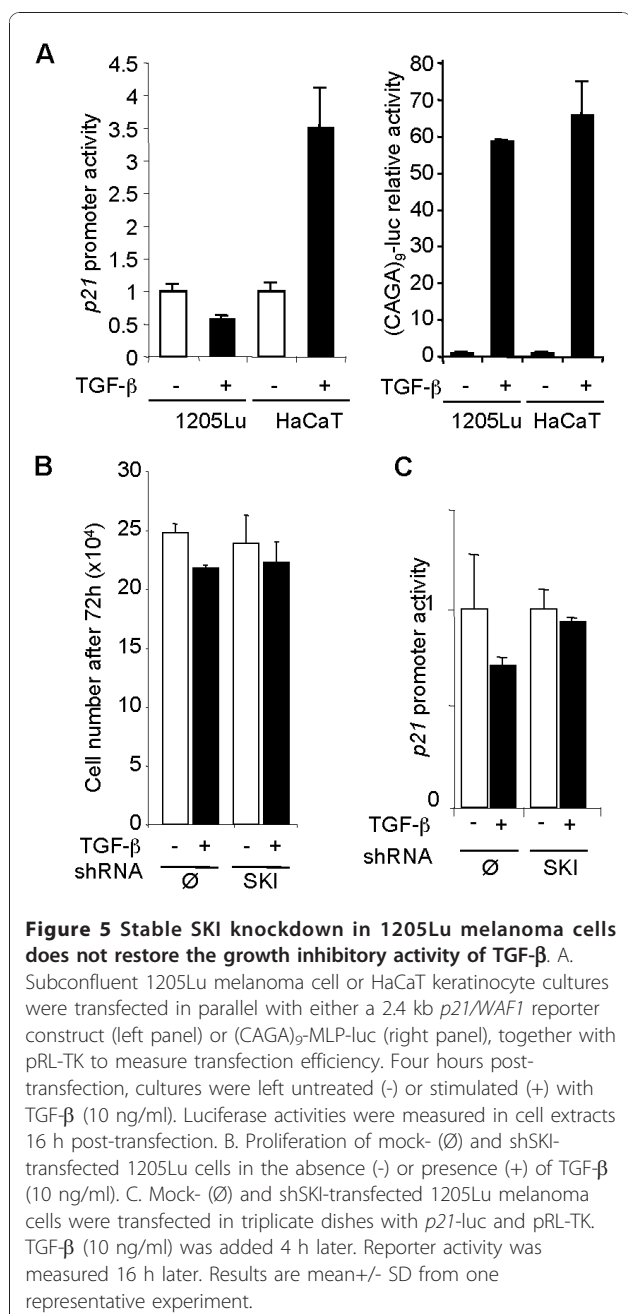 A
p21 promoter activity
4.5
4
3.5
3
2.5
2
1.5
1
0.5
0
TGF-β - + - +
1205Lu HaCaT
(CAGA)9-luc relative activity
80
70
60
50
40
30
20
10
0
TGF-β - + - +
1205Lu HaCaT
B
Cell number after 72h (x10⁴)
30
25
20
15
10
5
0
TGF-β - + - +
shRNA Ø SKI
C
p21 promoter activity
1
0
TGF-β - + - +
shRNA Ø SKI
Figure 5 Stable SKI knockdown in 1205Lu melanoma cells
does not restore the growth inhibitory activity of TGF-β. A.
Subconfluent 1205Lu melanoma cell or HaCaT keratinocyte cultures
were transfected in parallel with either a 2.4 kb p21/WAF1 reporter
construct (left panel) or (CAGA)9-MLP-luc (right panel), together with
pRL-TK to measure transfection efficiency. Four hours post-
transfection, cultures were left untreated (-) or stimulated (+) with
TGF-β (10 ng/ml). Luciferase activities were measured in cell extracts
16 h post-transfection. B. Proliferation of mock- (Ø) and shSKI-
transfected 1205Lu cells in the absence (-) or presence (+) of TGF-β
(10 ng/ml). C. Mock- (Ø) and shSKI-transfected 1205Lu melanoma
cells were transfected in triplicate dishes with p21-luc and pRL-TK.
TGF-β (10 ng/ml) was added 4 h later. Reporter activity was
measured 16 h later. Results are mean+/- SD from one
representative experiment.